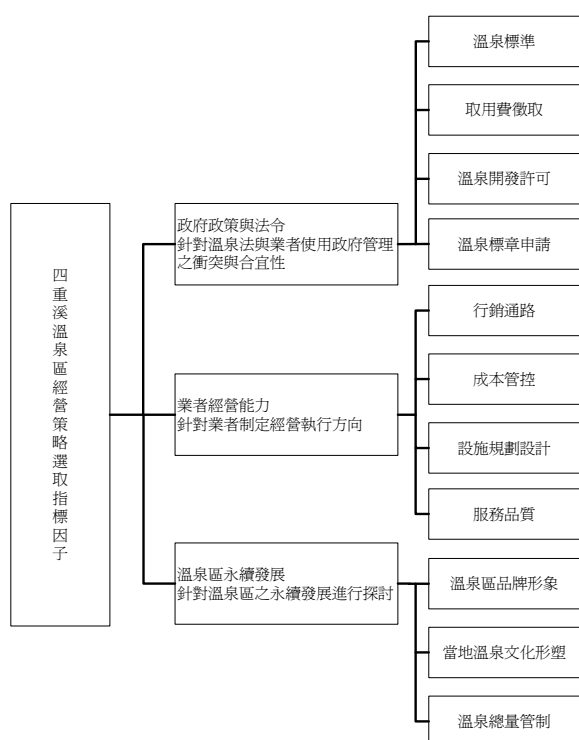 四重溪溫泉區經營策略選取指標因子
政府政策與法令
針對溫泉法與業者使用政府管理
之衝突與合宜性
溫泉標準
取用費徵取
溫泉開發許可
溫泉標章申請
業者經營能力
針對業者制定經營執行方向
行銷通路
成本管控
設施規劃設計
服務品質
溫泉區永續發展
針對溫泉區之永續發展進行探討
溫泉區品牌形象
當地溫泉文化形塑
溫泉總量管制